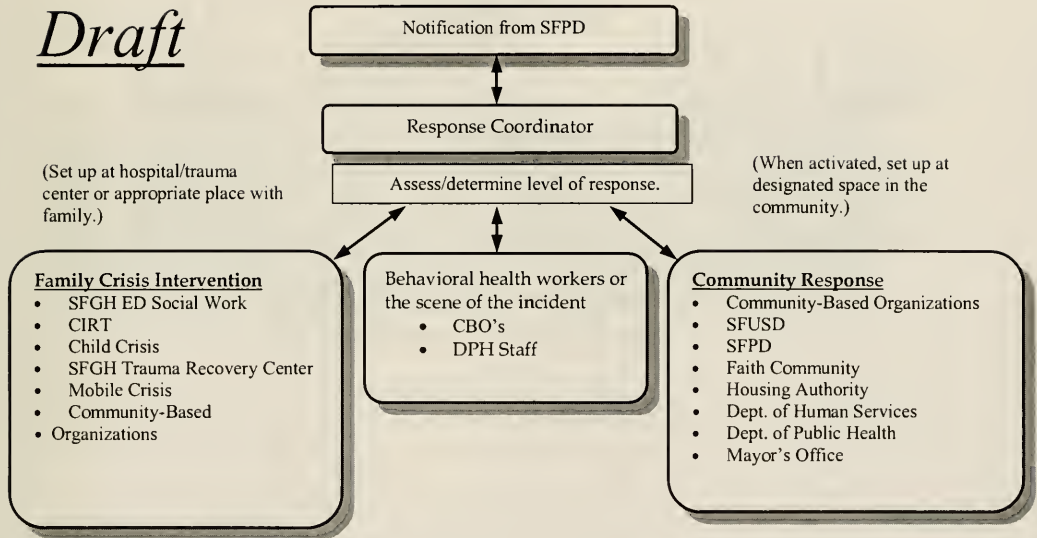 Draft
Notification from SFPD
Response Coordinator
Assess/determine level of response.
(Set up at hospital/trauma
center or appropriate place with
family.)
(When activated, set up at
designated space in the
community.)
Family Crisis Intervention
• SFGH ED Social Work
• CIRT
• Child Crisis
• SFGH Trauma Recovery Center
• Mobile Crisis
• Community-Based
• Organizations
Behavioral health workers or
the scene of the incident
• CBO's
• DPH Staff
Community Response
• Community-Based Organizations
• SFUSD
• SFPD
• Faith Community
• Housing Authority
• Dept. of Human Services
• Dept. of Public Health
• Mayor's Office